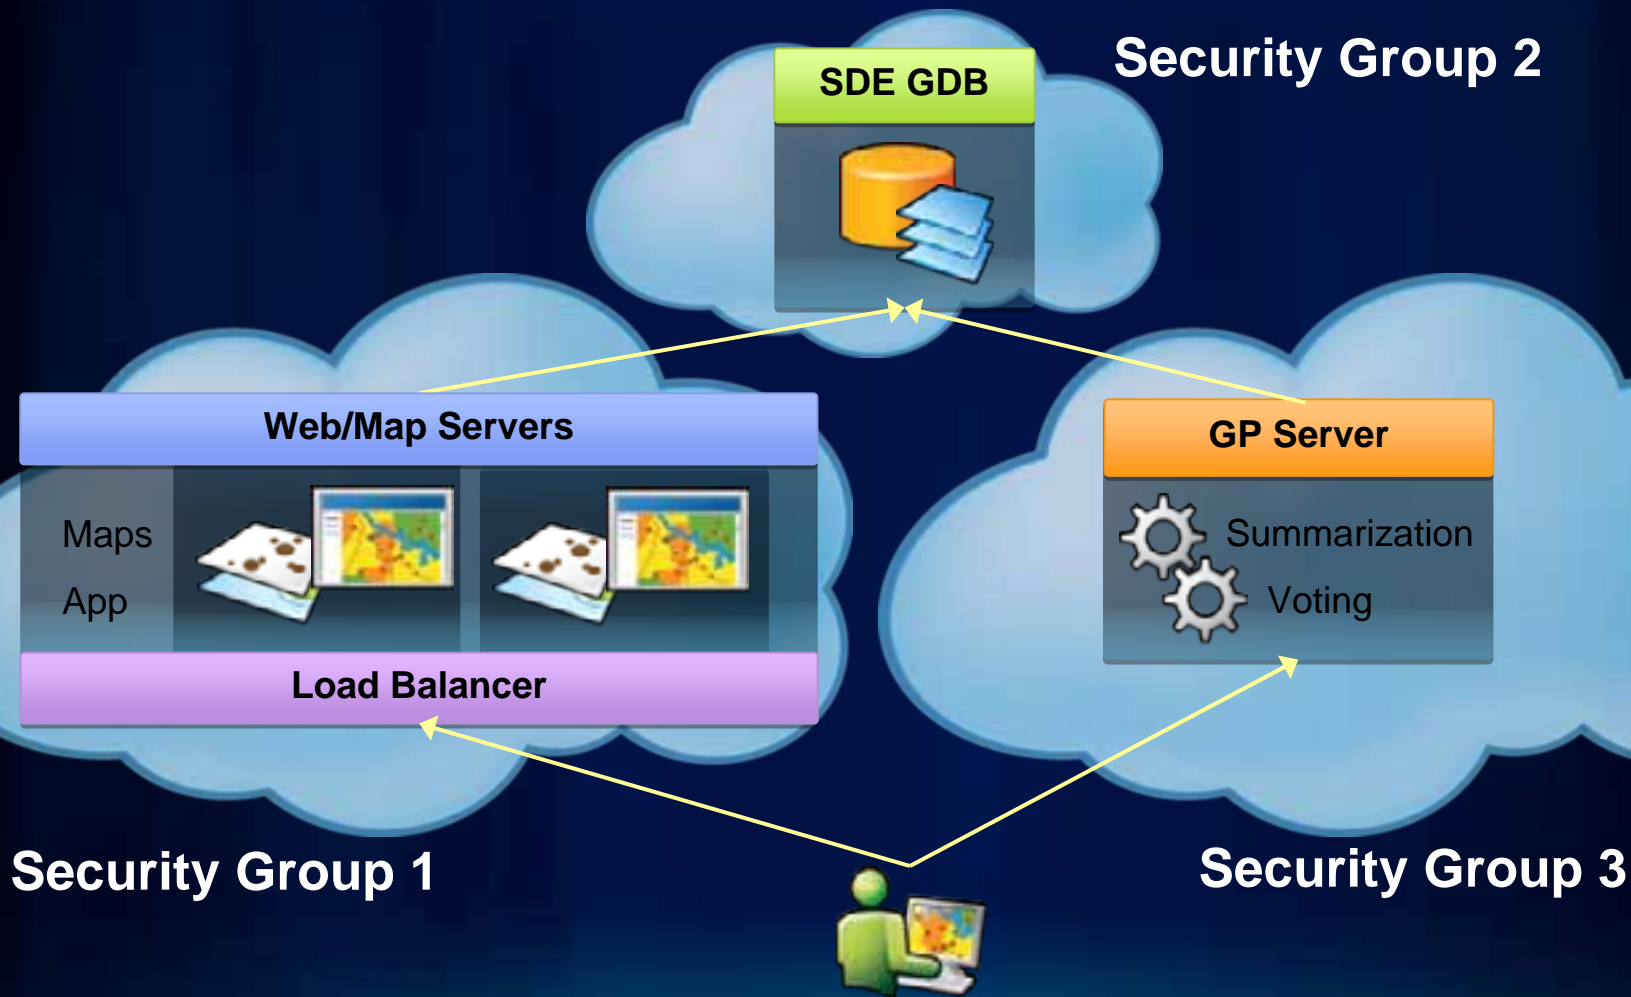 Security Group 2
SDE GDB
Web/Map Servers
Maps
App
Load Balancer
GP Server
Summarization
Voting
Security Group 1
Security Group 3